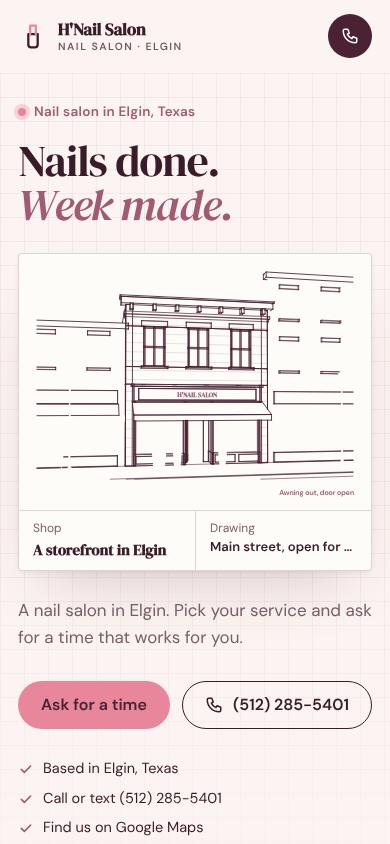 H'Nail Salon
NAIL SALON · ELGIN
Nail salon in Elgin, Texas
Nails done.
Week made.
H'NAIL SALON
Awning out, door open
Shop
A storefront in Elgin
Drawing
Main street, open for ...
A nail salon in Elgin. Pick your service and ask
for a time that works for you.
Ask for a time
(512) 285-5401
Based in Elgin, Texas
Call or text (512) 285-5401
Find us on Google Maps